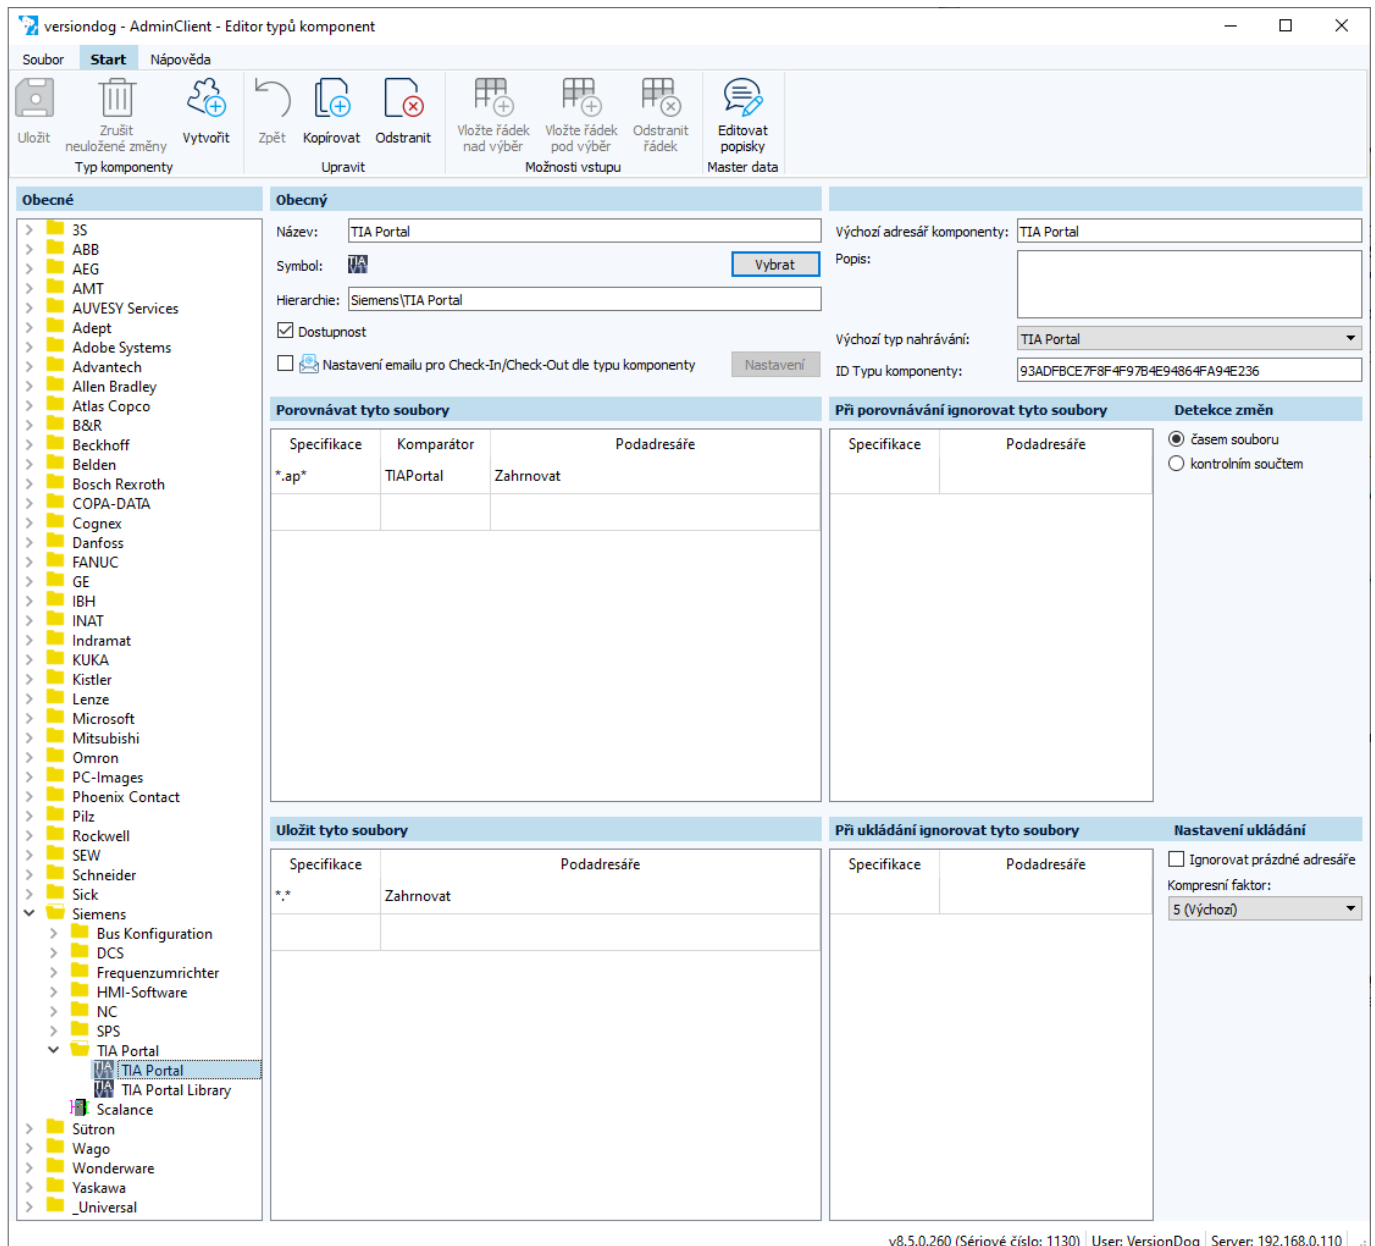 versiondog - AdminClient - Editor typů komponent
Soubor Start Nápověda
Uložit
Zrušit
neuložené změny
Vytvořit
Zpět
Kopírovat
Odstranit
Vložte řádek
nad výběr
Vložte řádek
pod výběr
Odstranit
řádek
Editovat
popisky
Typ komponenty
Upravit
Možnosti vstupu
Master data
Obecné
3S
ABB
AEG
AMT
AUVESY Services
Adept
Adobe Systems
Advantech
Allen Bradley
Atlas Copco
B&R
Beckhoff
Belden
Bosch Rexroth
COPA-DATA
Cognex
Danfoss
FANUC
GE
IBH
INAT
Indramat
KUKA
Kistler
Lenze
Microsoft
Mitsubishi
Omron
PC-Images
Phoenix Contact
Pilz
Rockwell
SEW
Schneider
Sick
Siemens
Bus Konfiguration
DCS
Frequenzumrichter
HMI-Software
NC
SPS
TIA Portal
TIA Portal
TIA Portal Library
Scalance
Sütron
Wago
Wonderware
Yaskawa
_Universal
Obecný
Název: TIA Portal
Symbol: Vybrat
Hierarchie: Siemens\TIA Portal
Dostupnost
Nastavení emailu pro Check-In/Check-Out dle typu komponenty Nastavení
Výchozí adresář komponenty: TIA Portal
Popis:
Výchozí typ nahrávání: TIA Portal
ID Typu komponenty: 93ADFBCE7F8F4F97B4E94864FA94E236
Porovnávat tyto soubory
Specifikace Komparátor Podadresáře
*.ap* TIAPortal Zahrnovat
Při porovnávání ignorovat tyto soubory
Specifikace Podadresáře
Detekce změn
časem souboru
kontrolním součtem
Uložit tyto soubory
Specifikace Podadresáře
*.* Zahrnovat
Při ukládání ignorovat tyto soubory
Specifikace Podadresáře
Nastavení ukládání
Ignorovat prázdné adresáře
Kompresní faktor:
5 (Výchozí)
v8.5.0.260 (Sériové číslo: 1130) User: VersionDog Server: 192.168.0.110